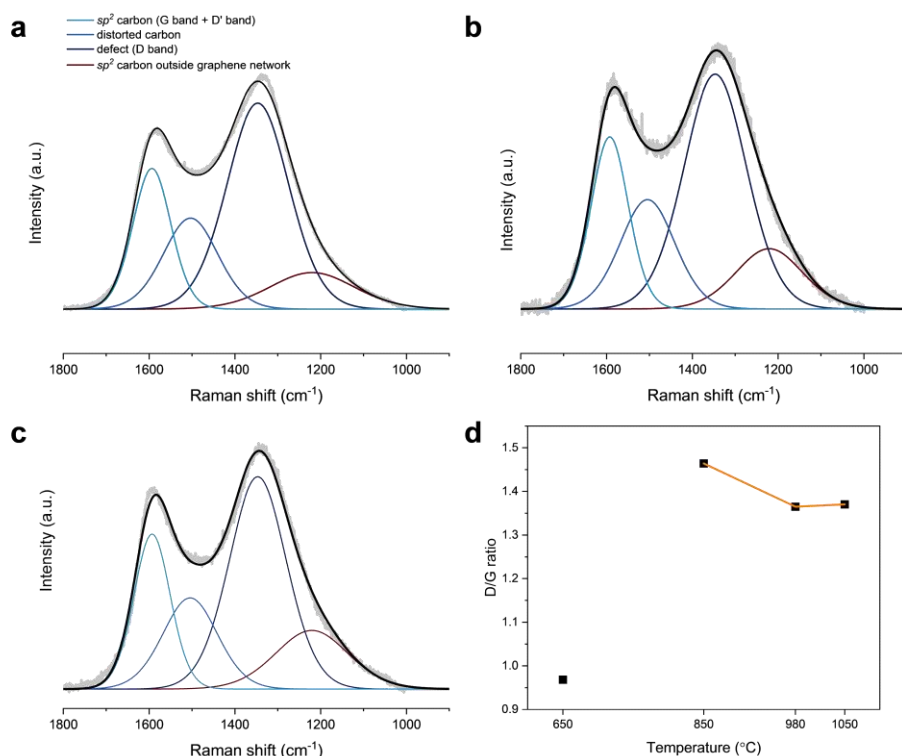 a
sp² carbon (G band + D' band)
distorted carbon
defect (D band)
sp² carbon outside graphene network
Intensity (a.u.)
1800 1600 1400 1200 1000
Raman shift (cm⁻¹)
b
Intensity (a.u.)
1800 1600 1400 1200 1000
Raman shift (cm⁻¹)
c
Intensity (a.u.)
1800 1600 1400 1200 1000
Raman shift (cm⁻¹)
d
D/G ratio
1.5
1.4
1.3
1.2
1.1
1.0
0.9
650 850 980 1050
Temperature (°C)